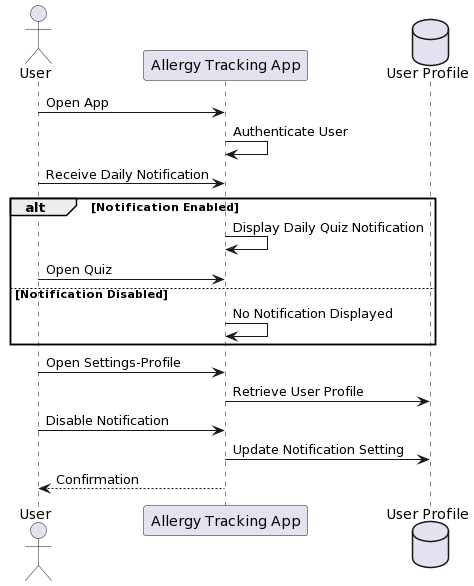 User
Allergy Tracking App
User Profile
Open App
Authenticate User
Receive Daily Notification
alt [Notification Enabled]
Display Daily Quiz Notification
Open Quiz
[Notification Disabled]
No Notification Displayed
Open Settings-Profile
Retrieve User Profile
Disable Notification
Update Notification Setting
Confirmation
User
Allergy Tracking App
User Profile